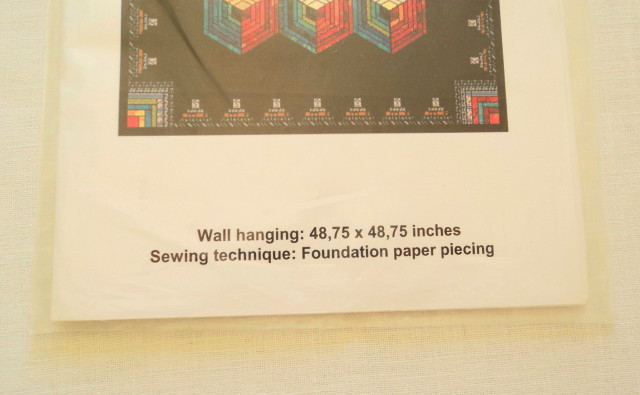 Wall hanging: 48,75 x 48,75 inches
Sewing technique: Foundation paper piecing